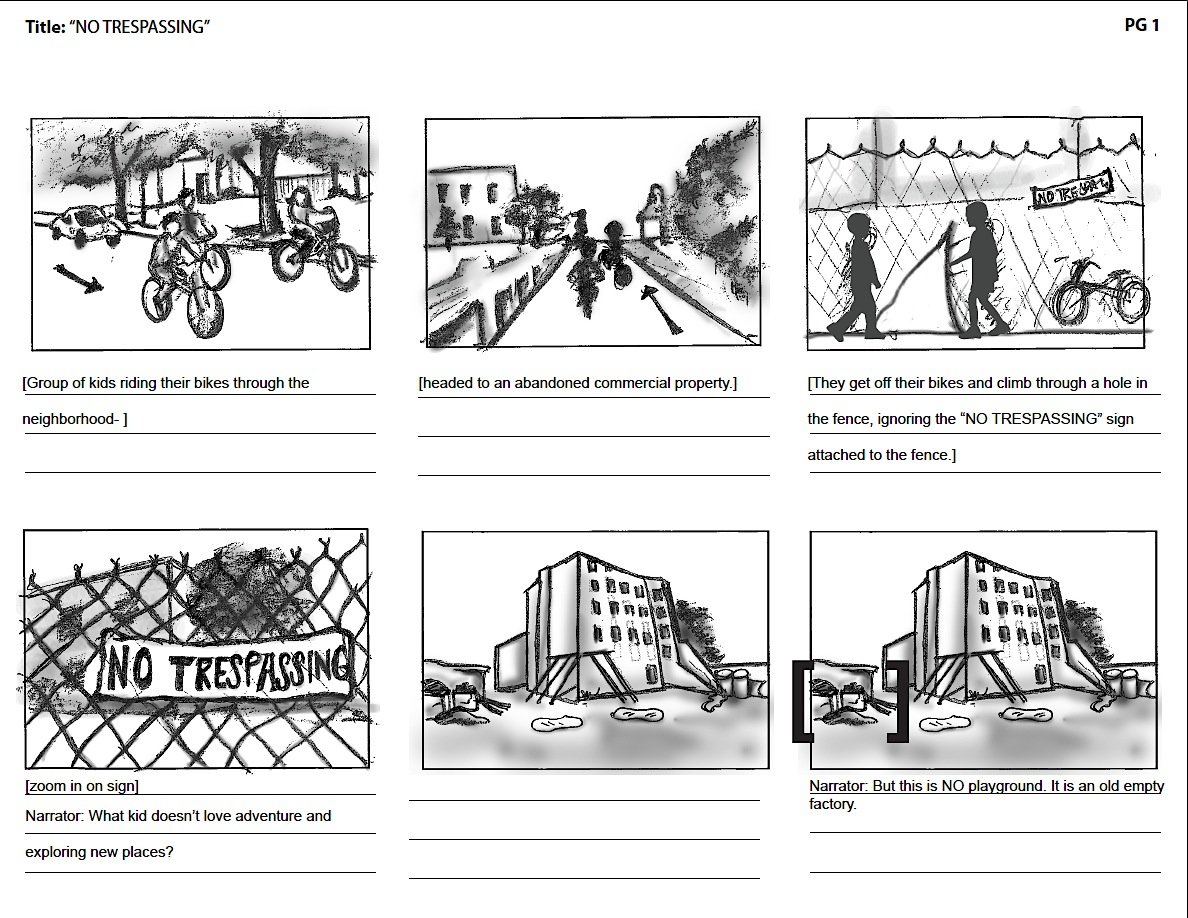 Title: “NO TRESPASSING”
PG 1
NO TRESPAS
[Group of kids riding their bikes through the
neighborhood- ]
[headed to an abandoned commercial property.]
[They get off their bikes and climb through a hole in
the fence, ignoring the “NO TRESPASSING” sign
attached to the fence.]
NO TRESPASSING
[zoom in on sign]
Narrator: What kid doesn’t love adventure and
exploring new places?
Narrator: But this is NO playground. It is an old empty
factory.